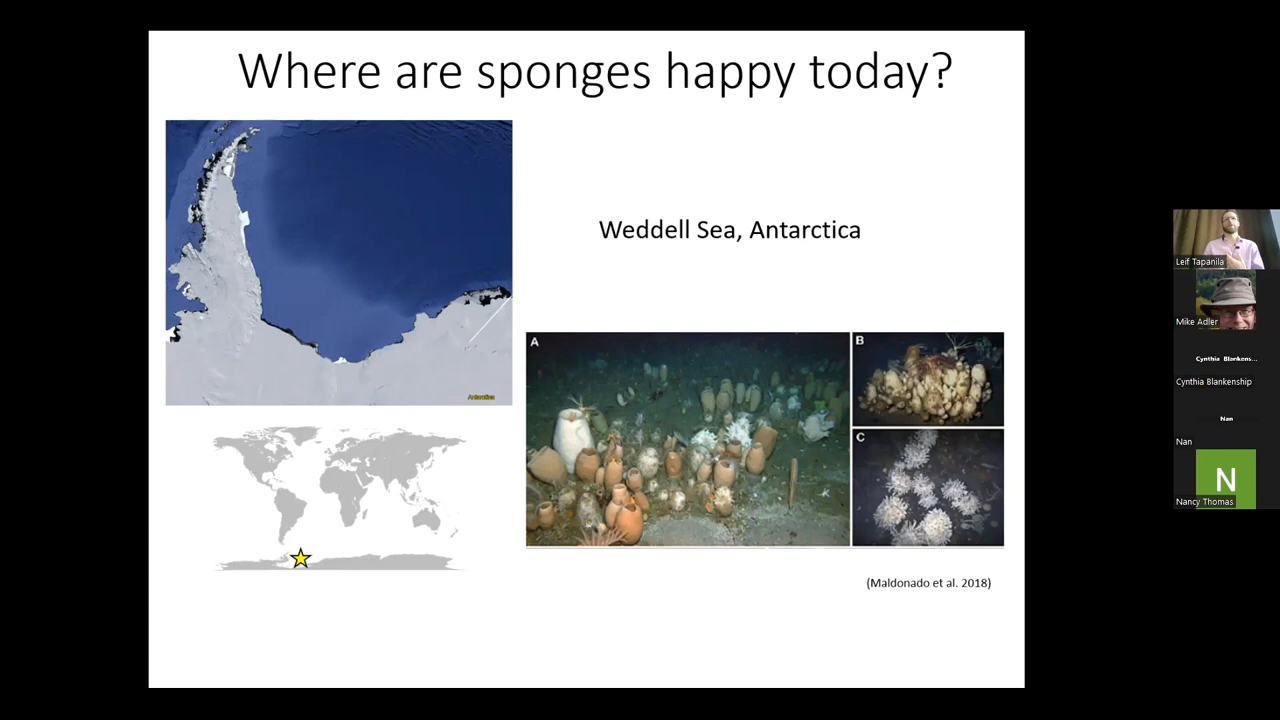 Where are sponges happy today?
Weddell Sea, Antarctica
Antarctica
A
B
C
(Maldonado et al. 2018)
Leif Tapanila
Mike Adler
Cynthia Blankens...
Cynthia Blankenship
Nan
Nan
N
Nancy Thomas